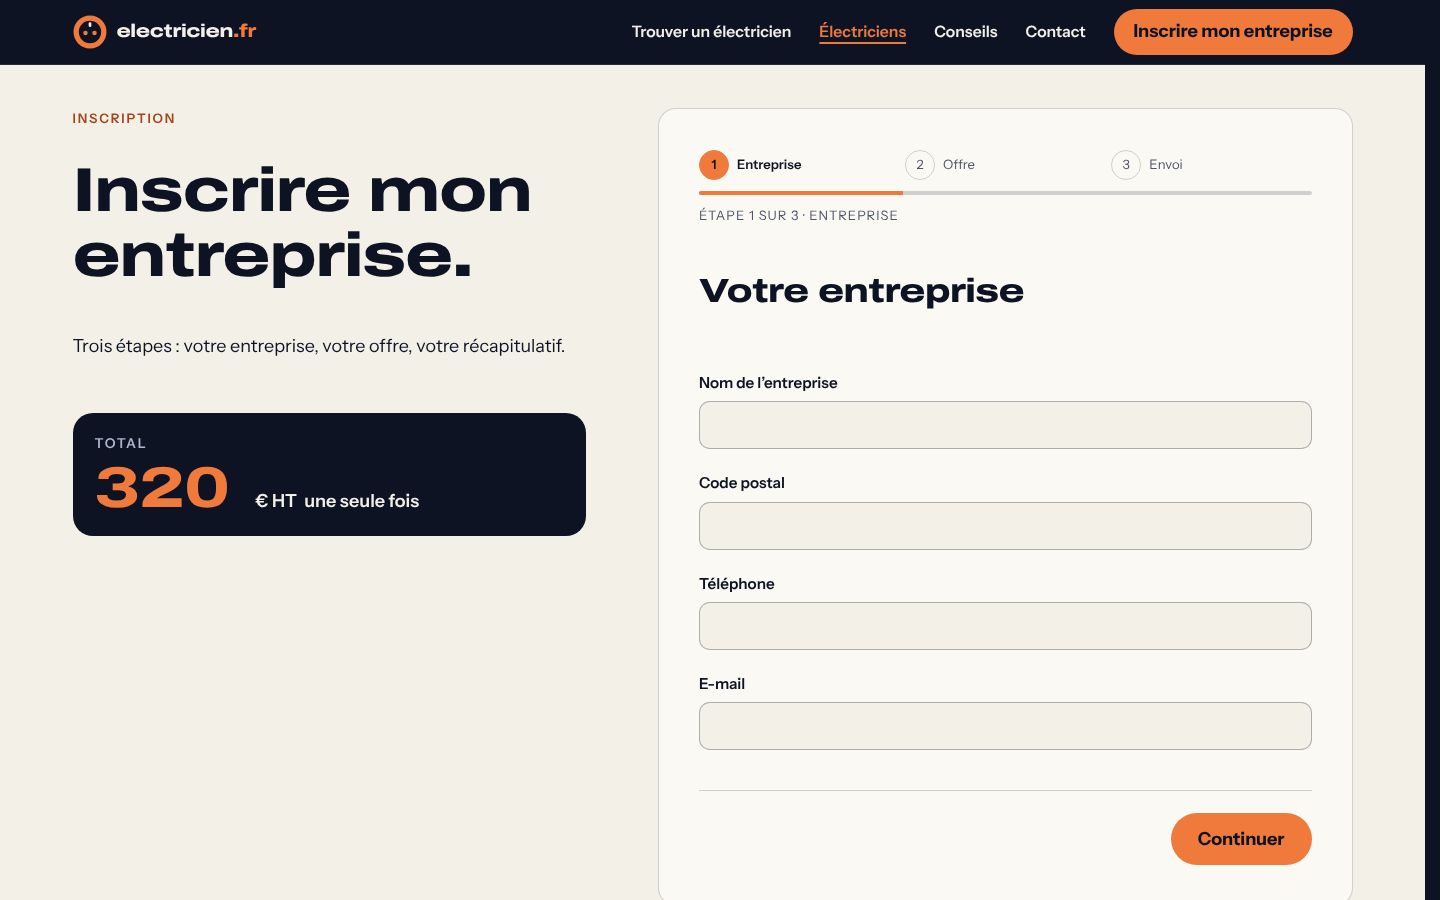 electricien.fr
Trouver un électricien
Électriciens
Conseils
Contact
Inscrire mon entreprise
INSCRIPTION
Inscrire mon
entreprise.
Trois étapes : votre entreprise, votre offre, votre récapitulatif.
TOTAL
320 € HT une seule fois
1 Entreprise
2 Offre
3 Envoi
ÉTAPE 1 SUR 3 · ENTREPRISE
Votre entreprise
Nom de l’entreprise
Code postal
Téléphone
E-mail
Continuer